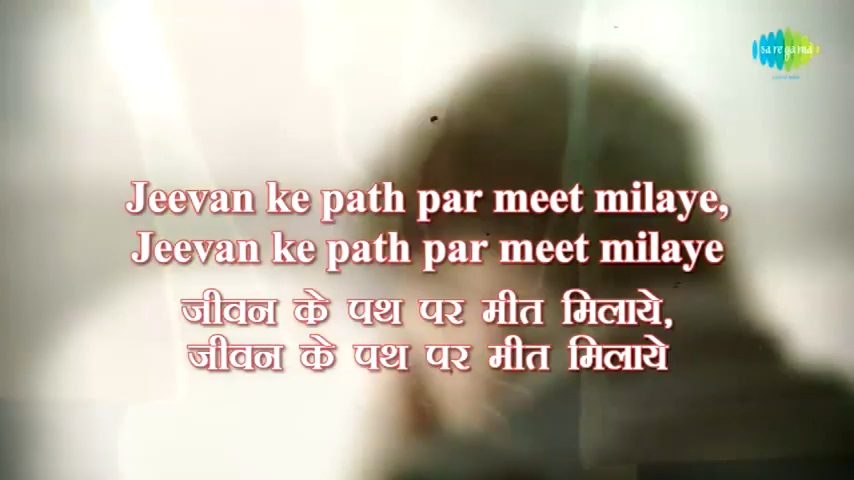 saregama
Jeevan ke path par meet milaye,
Jeevan ke path par meet milaye
जीवन के पथ पर मीत मिलाये,
जीवन के पथ पर मीत मिलाये